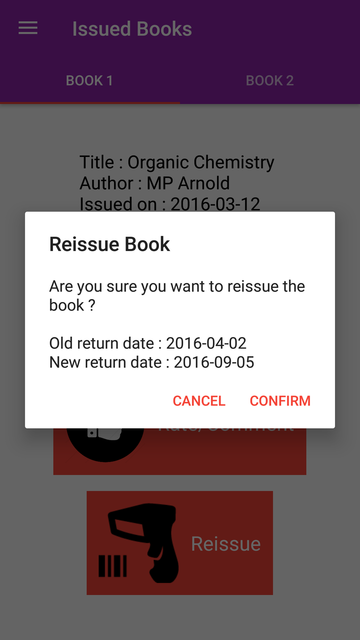 Issued Books
BOOK 1
BOOK 2
Title : Organic Chemistry
Author : MP Arnold
Issued on : 2016-03-12
Reissue Book
Are you sure you want to reissue the
book ?
Old return date : 2016-04-02
New return date : 2016-09-05
CANCEL
CONFIRM
Rate, Comment
Reissue